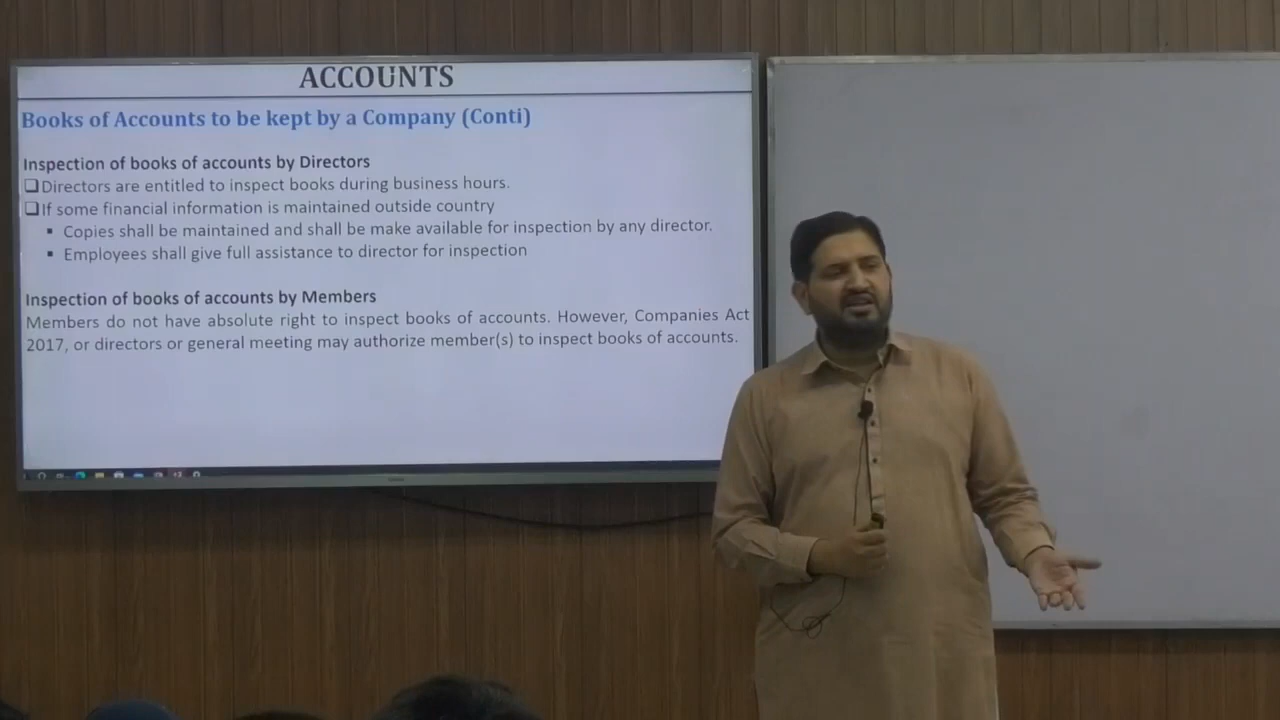 ACCOUNTS
Books of Accounts to be kept by a Company (Conti)
Inspection of books of accounts by Directors
❑Directors are entitled to inspect books during business hours.
❑If some financial information is maintained outside country
▪ Copies shall be maintained and shall be make available for inspection by any director.
▪ Employees shall give full assistance to director for inspection
Inspection of books of accounts by Members
Members do not have absolute right to inspect books of accounts. However, Companies Act
2017, or directors or general meeting may authorize member(s) to inspect books of accounts.